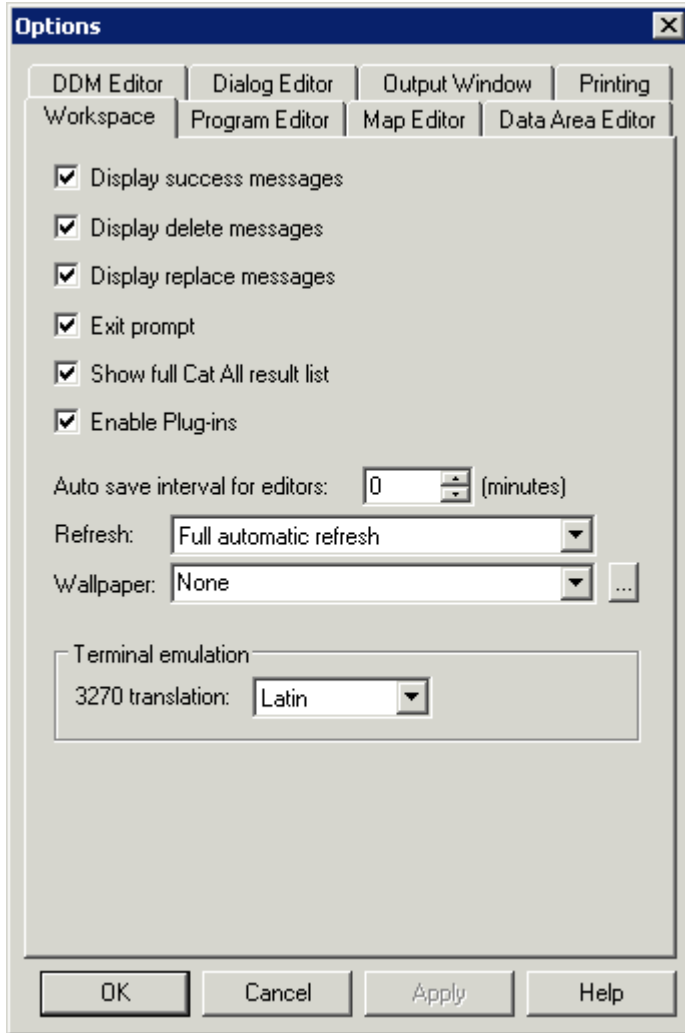 Options
DDM Editor Dialog Editor Output Window Printing
Workspace Program Editor Map Editor Data Area Editor
Display success messages
Display delete messages
Display replace messages
Exit prompt
Show full Cat All result list
Enable Plug-ins
Auto save interval for editors: 0 (minutes)
Refresh: Full automatic refresh
Wallpaper: None ...
Terminal emulation
3270 translation: Latin
OK Cancel Apply Help